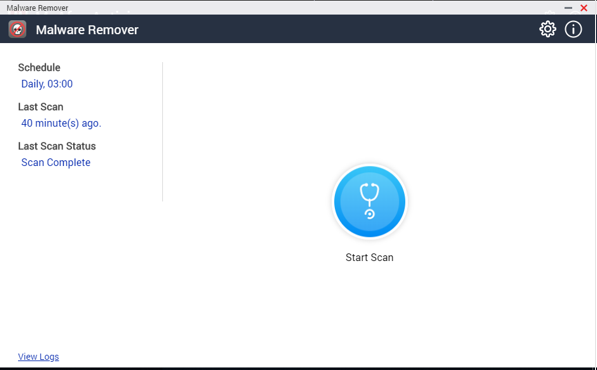 Malware Remover
Malware Remover
Schedule
Daily, 03:00
Last Scan
40 minute(s) ago.
Last Scan Status
Scan Complete
Start Scan
View Logs